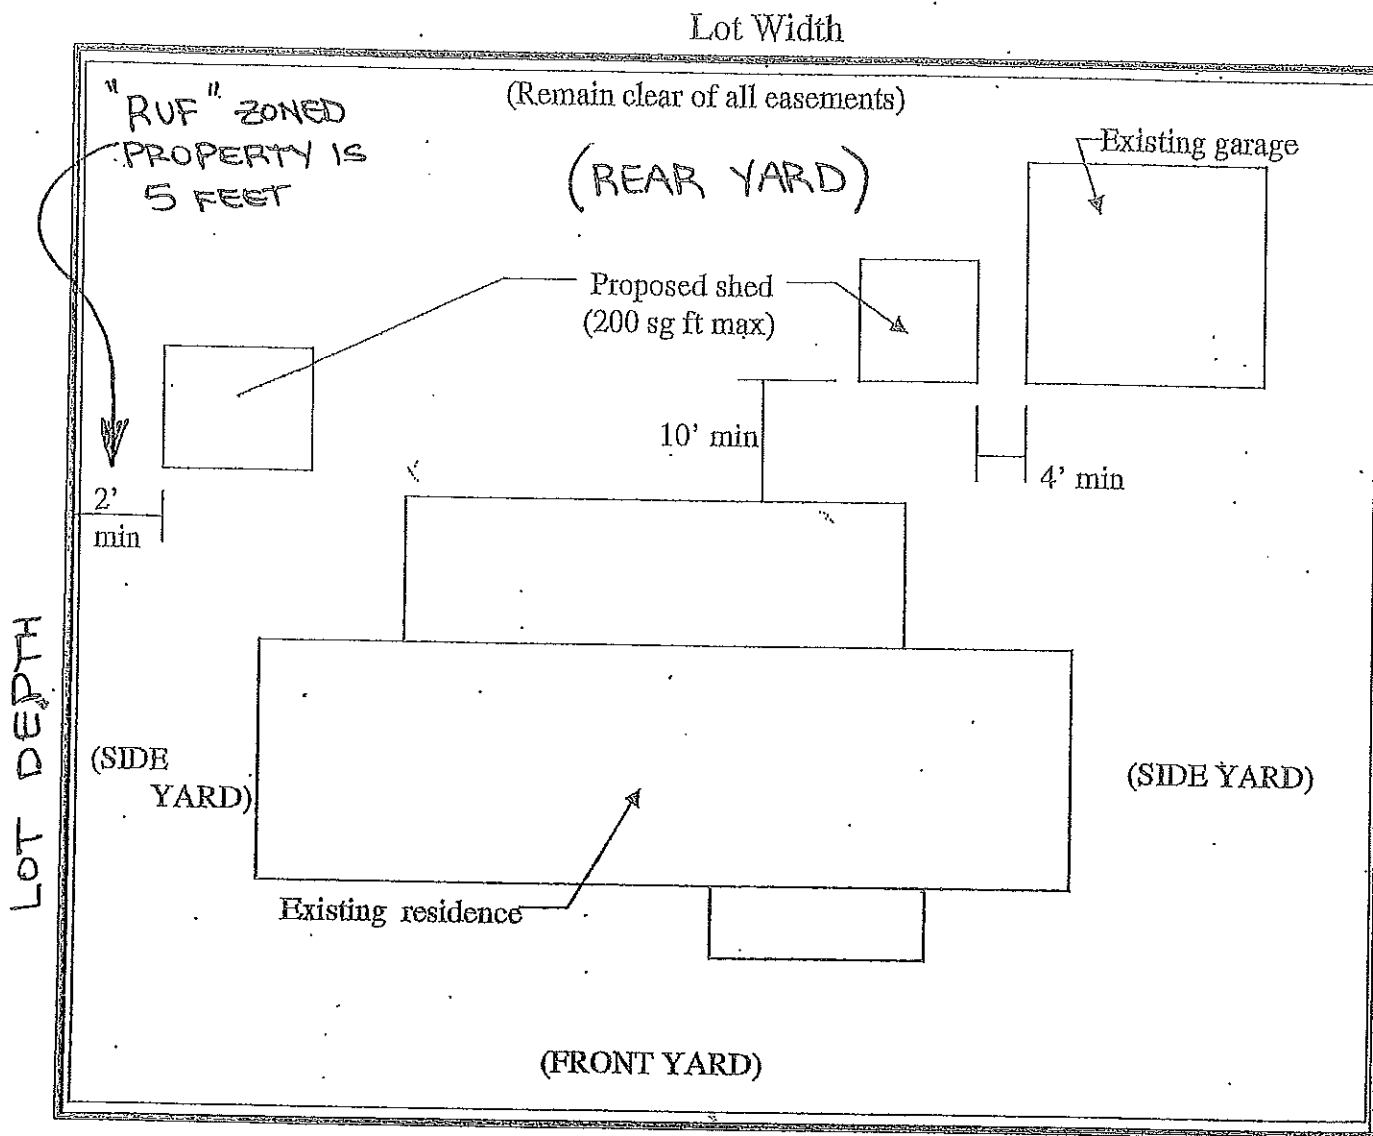 Lot Width
(Remain clear of all easements)
"RUF" ZONED
PROPERTY IS
5 FEET
(REAR YARD)
Existing garage
Proposed shed
(200 sg ft max)
10' min
4' min
2'
min
LOT DEPTH
(SIDE
YARD)
(SIDE YARD)
Existing residence
(FRONT YARD)